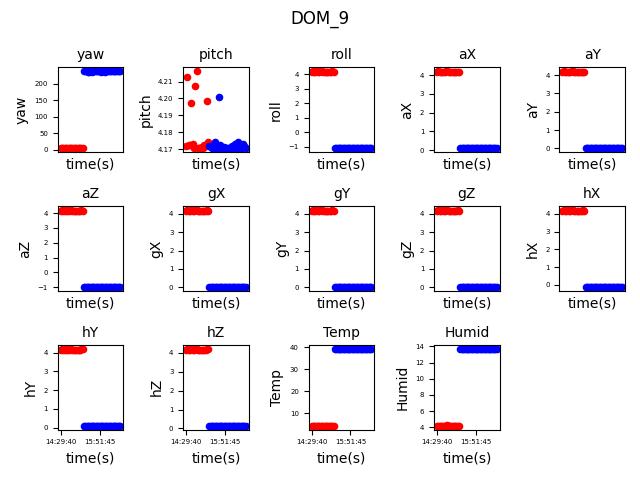 DOM_9
yaw pitch roll aX aY
yaw 200 150 100 50 0
pitch 4.21 4.20 4.19 4.18 4.17
roll 4 3 2 1 0 −1
aX 4 2 0
aY 4 2 0
time(s) time(s) time(s) time(s) time(s)
aZ gX gY gZ hX
aZ 4 3 2 1 0 −1
gX 4 3 2 1 0
gY 4 3 2 1 0
gZ 4 3 2 1 0
hX 4 3 2 1 0
time(s) time(s) time(s) time(s) time(s)
hY hZ Temp Humid
hY 4 3 2 1 0
hZ 4 3 2 1 0
Temp 40 30 20 10
Humid 14 12 10 8 6 4
14:29:40 15:51:45 14:29:40 15:51:45 14:29:40 15:51:45 14:29:40 15:51:45
time(s) time(s) time(s) time(s)